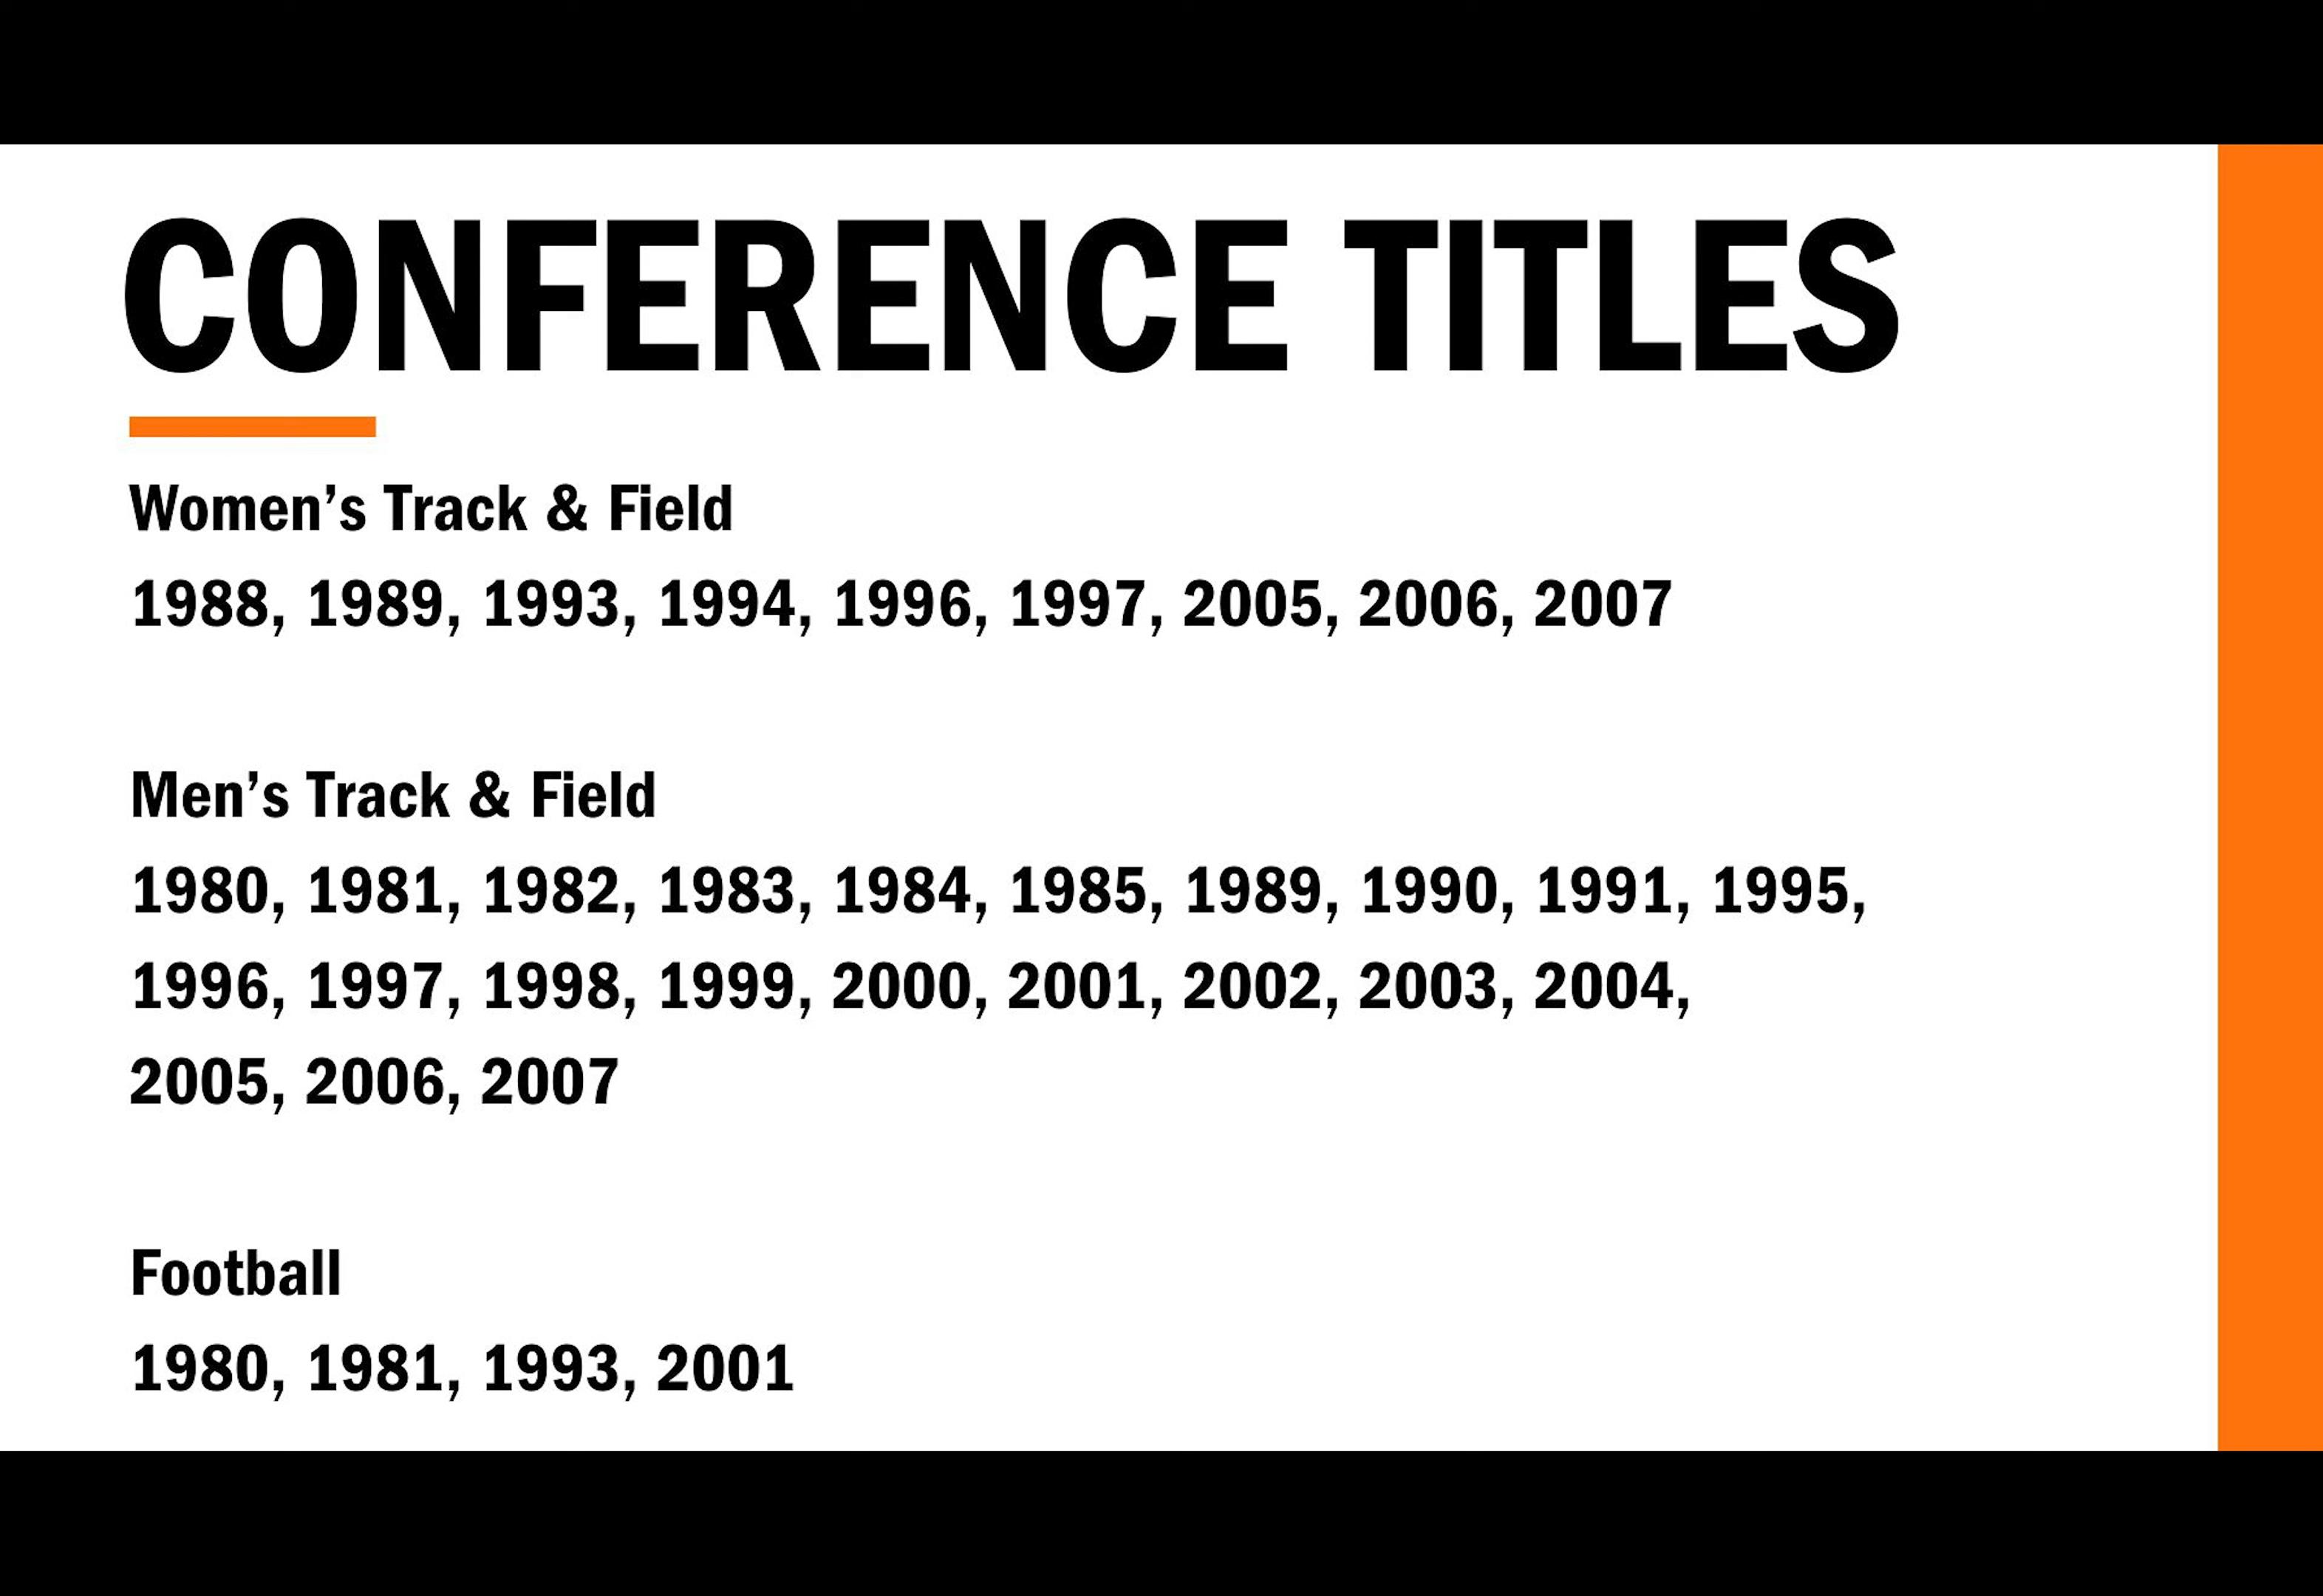 CONFERENCE TITLES
Women’s Track & Field
1988, 1989, 1993, 1994, 1996, 1997, 2005, 2006, 2007
Men’s Track & Field
1980, 1981, 1982, 1983, 1984, 1985, 1989, 1990, 1991, 1995,
1996, 1997, 1998, 1999, 2000, 2001, 2002, 2003, 2004,
2005, 2006, 2007
Football
1980, 1981, 1993, 2001